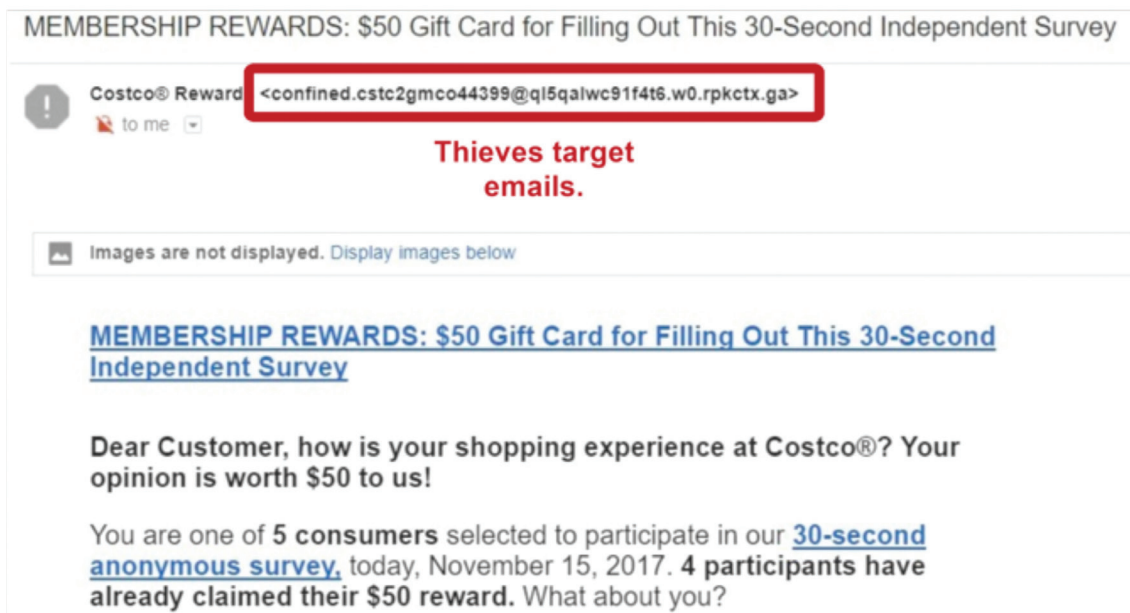 MEMBERSHIP REWARDS: $50 Gift Card for Filling Out This 30-Second Independent Survey
Costco® Reward <confined.cstc2gmco44399@ql5qalwc91f4t6.w0.rpkctx.ga>
to me
Thieves target
emails.
Images are not displayed. Display images below
MEMBERSHIP REWARDS: $50 Gift Card for Filling Out This 30-Second
Independent Survey
Dear Customer, how is your shopping experience at Costco®? Your
opinion is worth $50 to us!
You are one of 5 consumers selected to participate in our 30-second
anonymous survey, today, November 15, 2017. 4 participants have
already claimed their $50 reward. What about you?